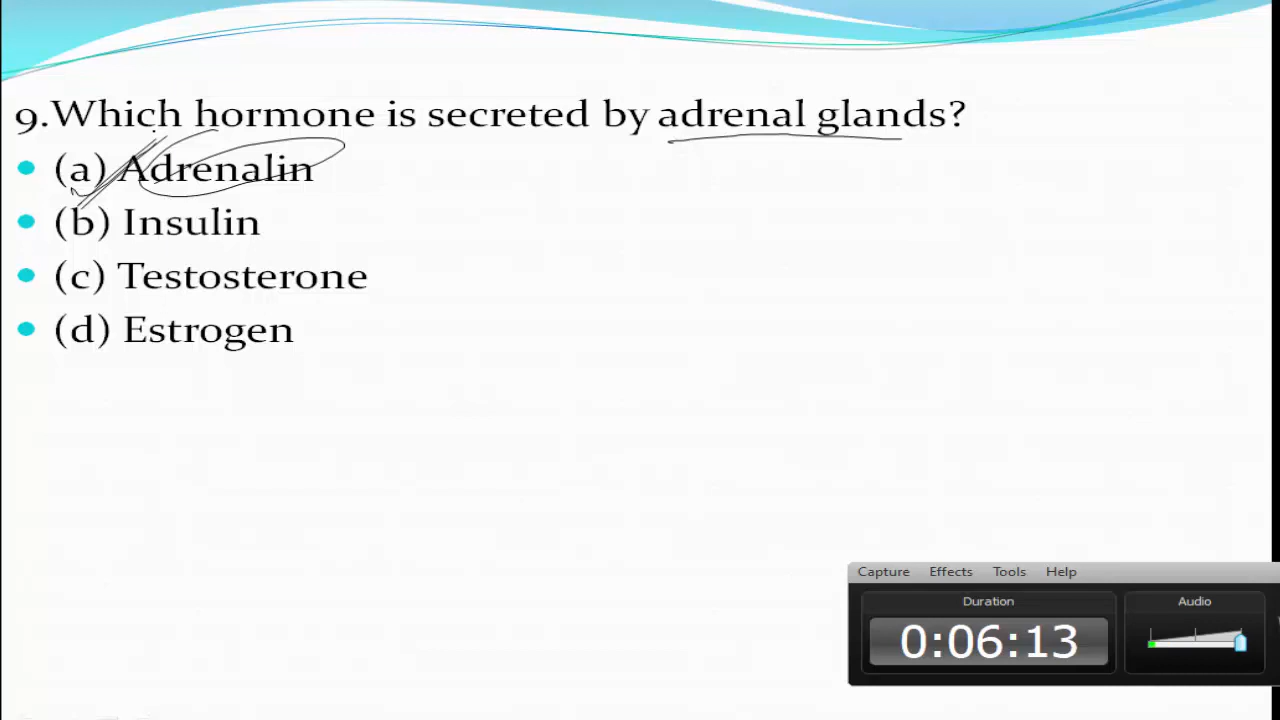 9.Which hormone is secreted by adrenal glands?
(a) Adrenalin
(b) Insulin
(c) Testosterone
(d) Estrogen
Capture Effects Tools Help
Duration Audio
0:06:13